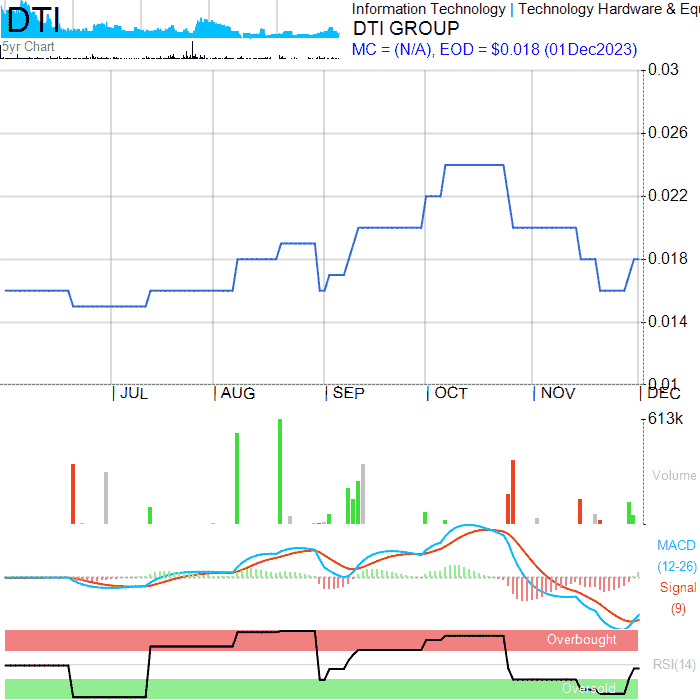 DTI
Information Technology | Technology Hardware & Equ
DTI GROUP
5yr Chart
MC = (N/A), EOD = $0.018 (01Dec2023)
0.03
0.026
0.022
0.018
0.014
0.01
JUL AUG SEP OCT NOV DEC
613k
Volume
MACD
(12-26)
Signal
(9)
Overbought
RSI(14)
Oversold